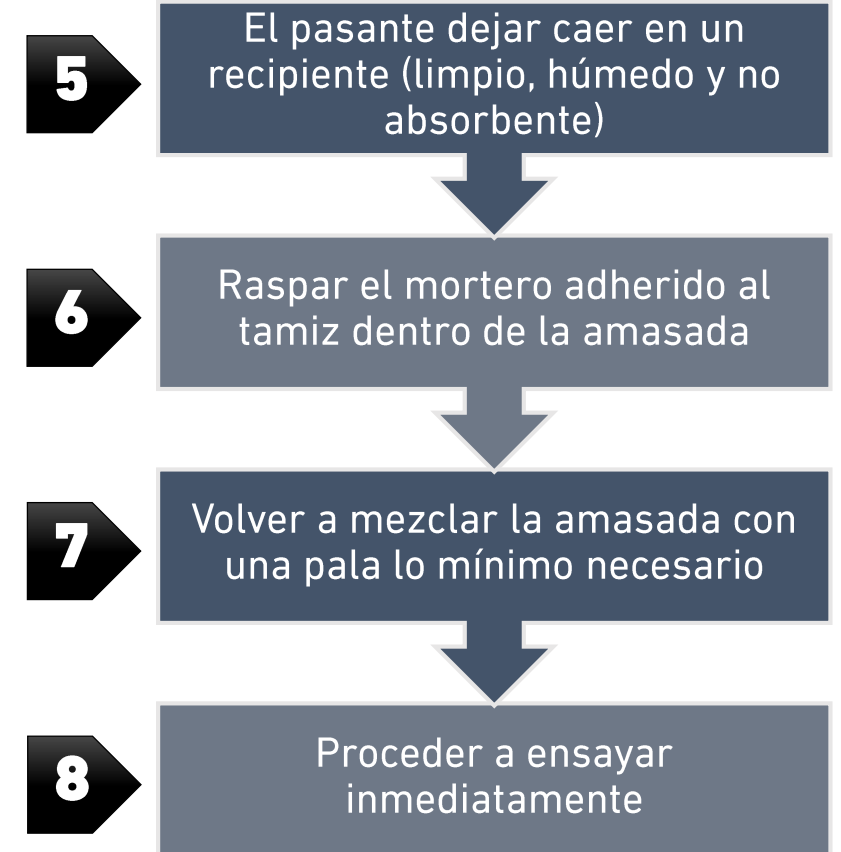 5
El pasante dejar caer en un
recipiente (limpio, húmedo y no
absorbente)
6
Raspar el mortero adherido al
tamiz dentro de la amasada
7
Volver a mezclar la amasada con
una pala lo mínimo necesario
8
Proceder a ensayar
inmediatamente